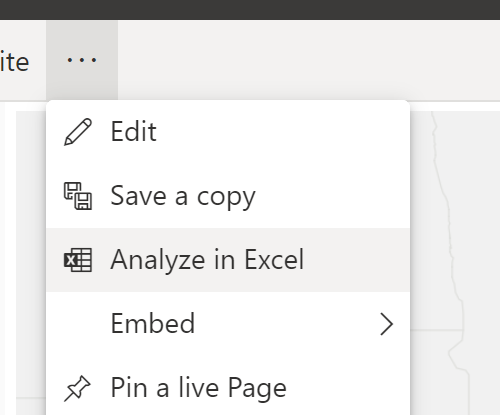 ite ...
Edit
Save a copy
Analyze in Excel
Embed
Pin a live Page